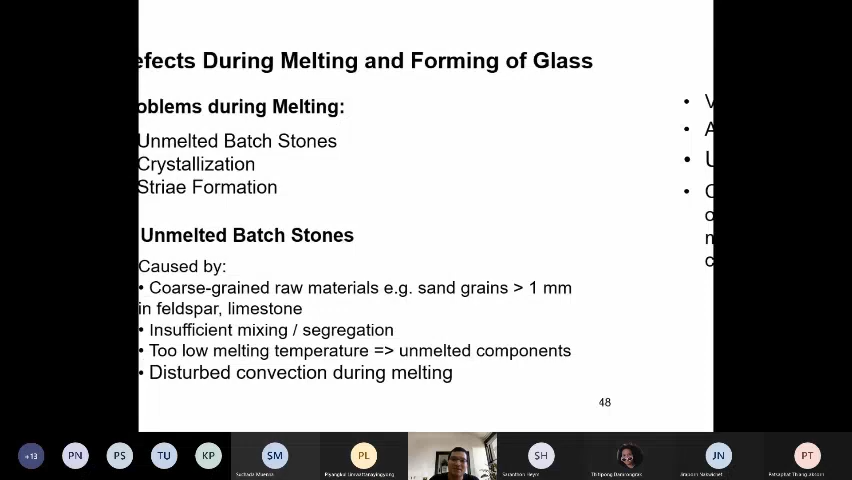 efects During Melting and Forming of Glass
oblems during Melting:
Unmelted Batch Stones
Crystallization
Striae Formation
Unmelted Batch Stones
Caused by:
• Coarse-grained raw materials e.g. sand grains > 1 mm
in feldspar, limestone
• Insufficient mixing / segregation
• Too low melting temperature => unmelted components
• Disturbed convection during melting
48
• V
• A
• U
• C
o
n
c
+13
PN
PS
TU
KP
SM
PL
SH
JN
PT
Suchada Muensa